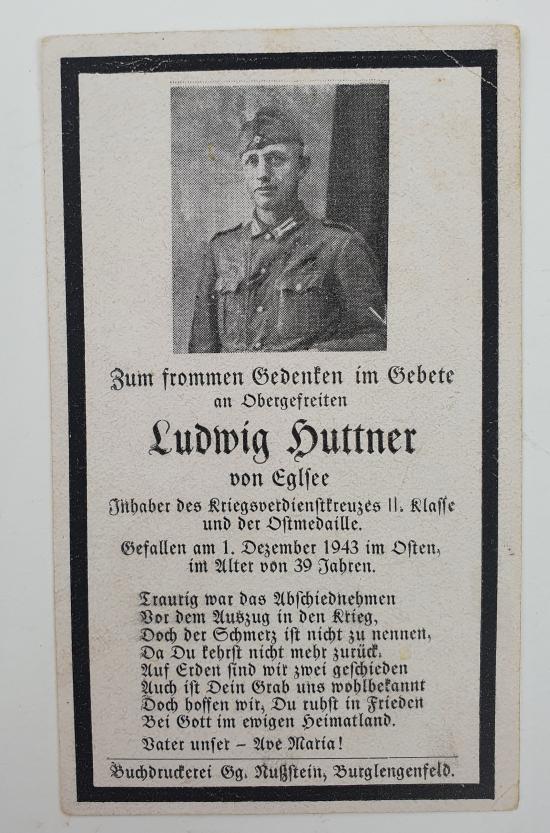 Zum frommen Gedenken im Gebete
an Obergefreiten
Ludwig Huttner
von Eglsee
Inhaber des Kriegsverdienstkreuzes II. Klasse
und der Ostmedaille.
Gefallen am 1. Dezember 1943 im Osten,
im Alter von 39 Jahren.
Traurig war das Abschiednehmen
Vor dem Auszug in den Krieg,
Doch der Schmerz ist nicht zu nennen,
Da Du kehrst nicht mehr zurück.
Auf Erden sind wir zwei geschieden
Auch ist Dein Grab uns wohlbekannt
Doch hoffen wir, Du ruhst in Frieden
Bei Gott im ewigen Heimatland.
Vater unser – Ave Maria!
Buchdruckerei Gg. Nußstein, Burglengenfeld.